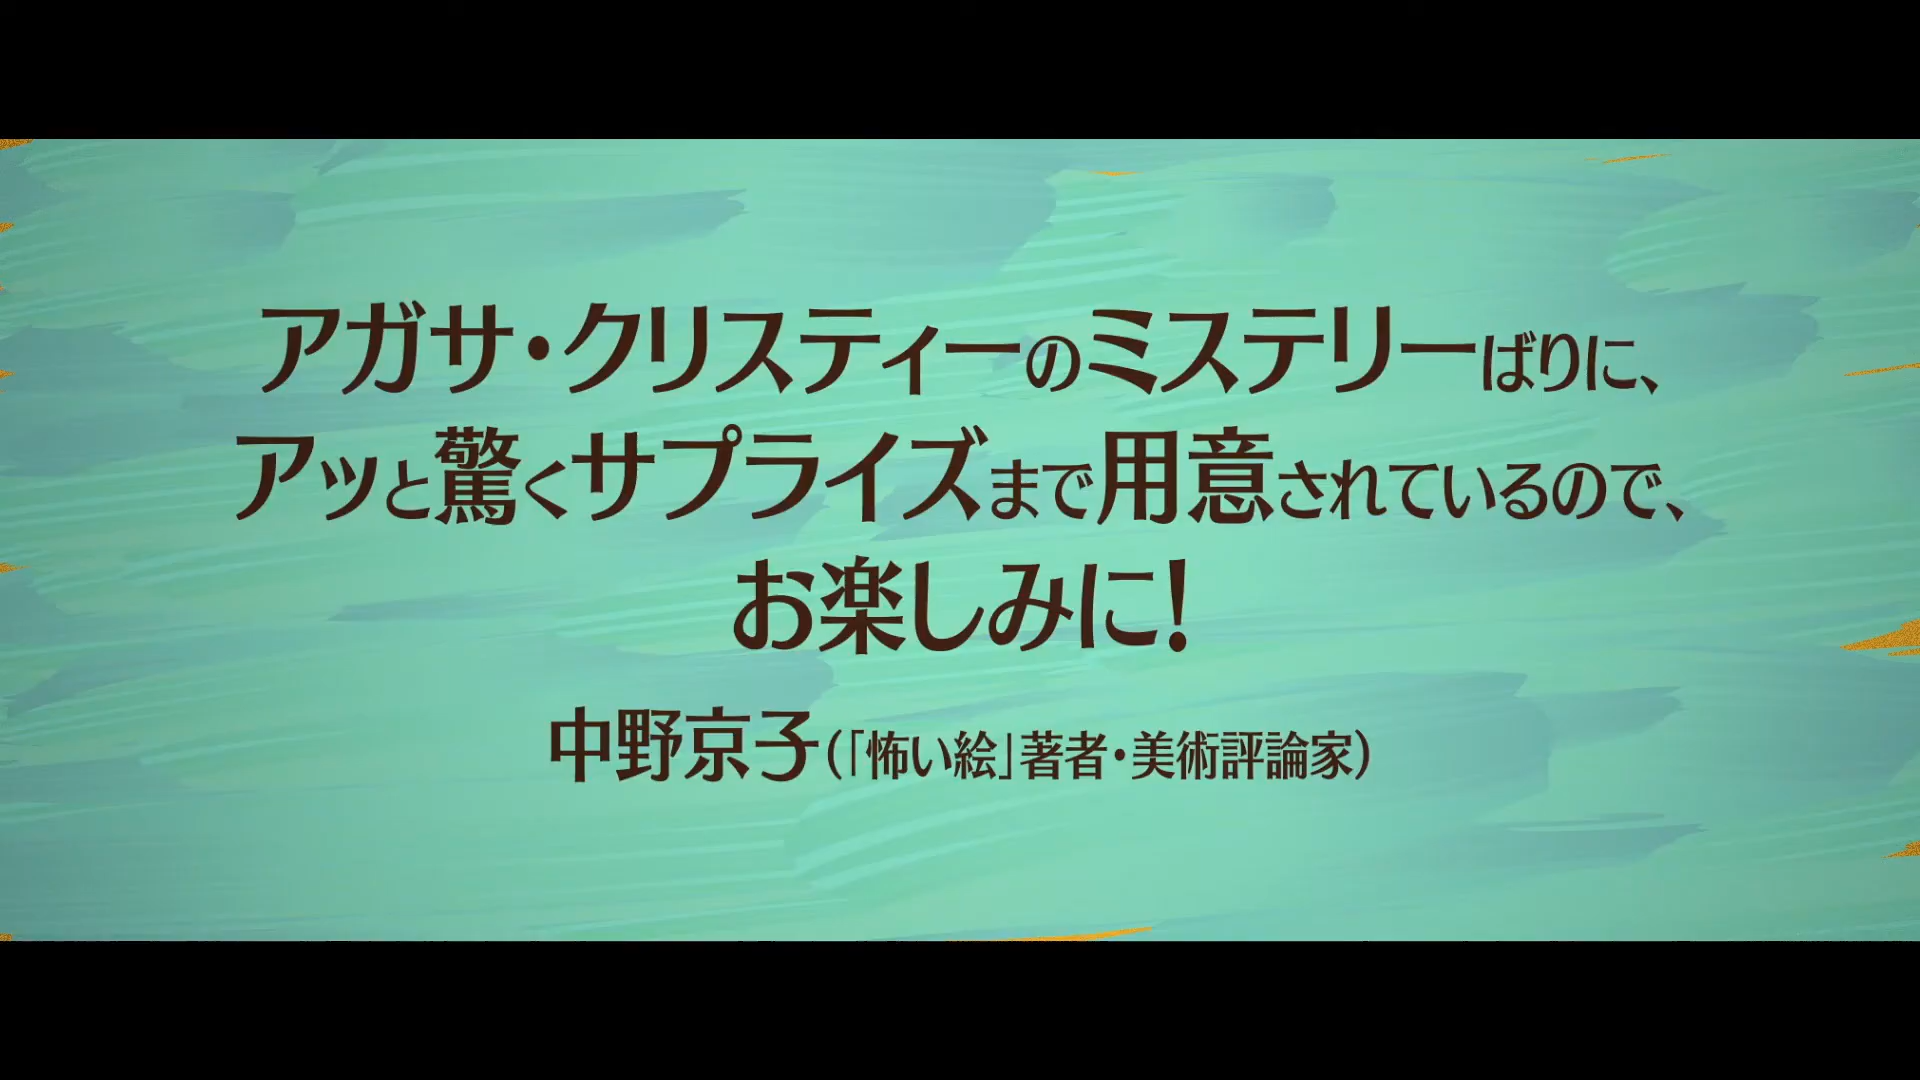 アガサ・クリスティーのミステリーばりに、
アッと驚くサプライズまで用意されているので、
お楽しみに!
中野京子(「怖い絵」著者・美術評論家)